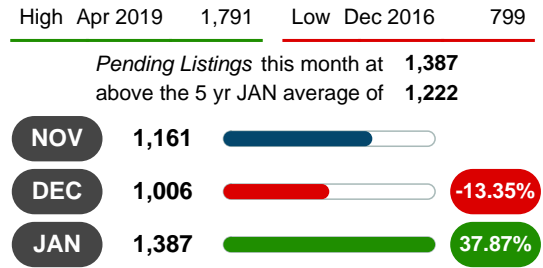 High Apr 2019 1,791 Low Dec 2016 799
Pending Listings this month at 1,387
above the 5 yr JAN average of 1,222
NOV 1,161
DEC 1,006 -13.35%
JAN 1,387 37.87%